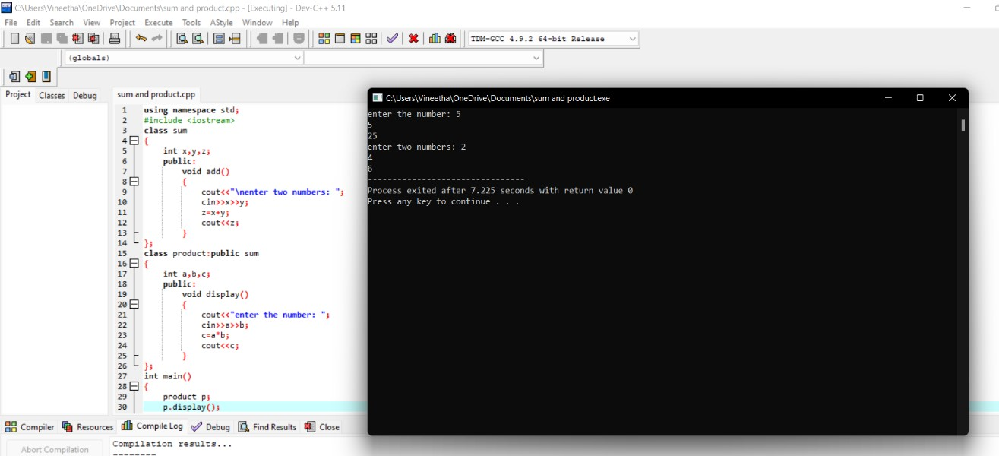 C:\Users\Vineetha\OneDrive\Documents\sum and product.cpp - [Executing] - Dev-C++ 5.11
File Edit Search View Project Execute Tools AStyle Window Help
TDM-GCC 4.9.2 64-bit Release
(globals)
Project Classes Debug
sum and product.cpp
1 using namespace std;
2 #include <iostream>
3 class sum
4 {
5 int x,y,z;
6 public:
7 void add()
8 {
9 cout<<"\nenter two numbers: ";
10 cin>>x>>y;
11 z=x+y;
12 cout<<z;
13 }
14 };
15 class product:public sum
16 {
17 int a,b,c;
18 public:
19 void display()
20 {
21 cout<<"enter the number: ";
22 cin>>a>>b;
23 c=a*b;
24 cout<<c;
25 }
26 };
27 int main()
28 {
29 product p;
30 p.display();
C:\Users\Vineetha\OneDrive\Documents\sum and product.exe
enter the number: 5
5
25
enter two numbers: 2
4
6
--------------------------------
Process exited after 7.225 seconds with return value 0
Press any key to continue . . .
Compiler Resources Compile Log Debug Find Results Close
Abort Compilation
Compilation results...
--------